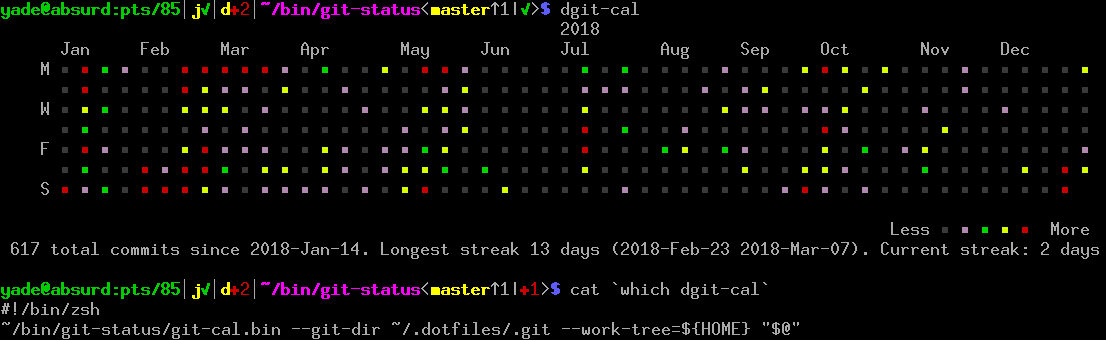 yade@absurd:pts/85|j√|d+2|~/bin/git-status<master↑1|√>$ dgit-cal
2018
Jan Feb Mar Apr May Jun Jul Aug Sep Oct Nov Dec
M
W
F
S
Less More
617 total commits since 2018-Jan-14. Longest streak 13 days (2018-Feb-23 2018-Mar-07). Current streak: 2 days
yade@absurd:pts/85|j√|d+2|~/bin/git-status<master↑1|+1>$ cat `which dgit-cal`
#!/bin/zsh
~/bin/git-status/git-cal.bin --git-dir ~/.dotfiles/.git --work-tree=${HOME} "$@"